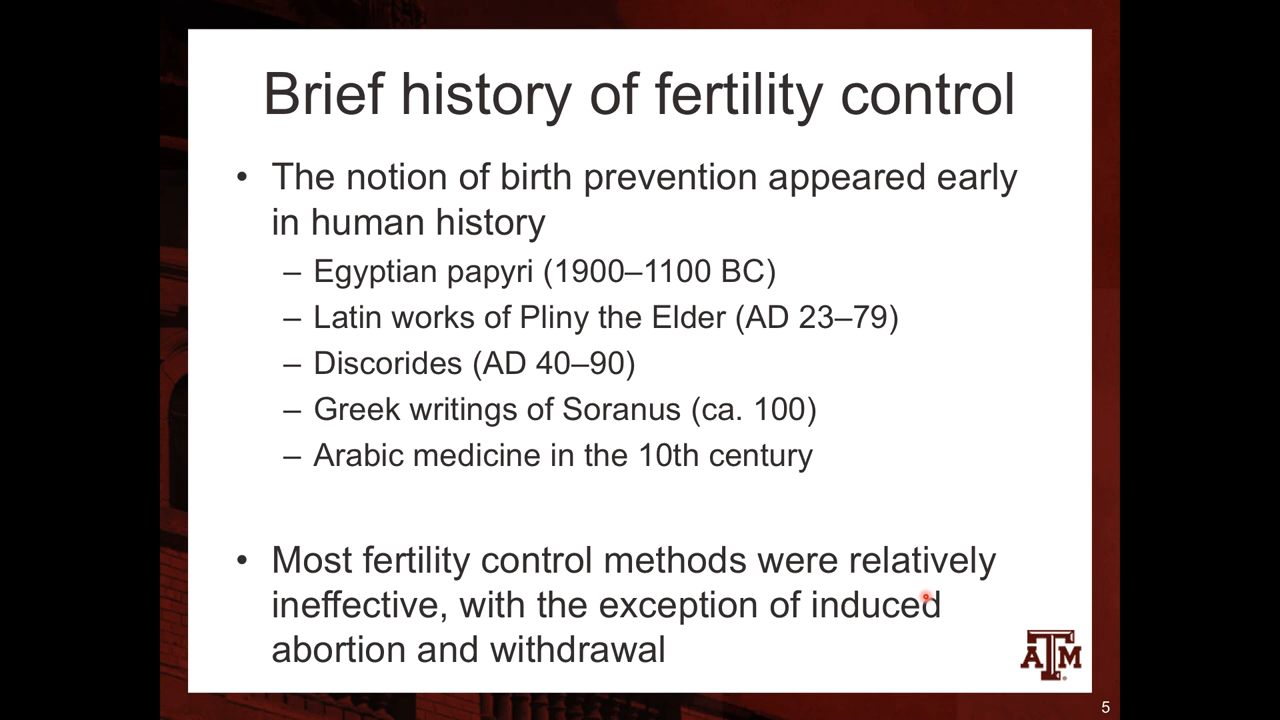 Brief history of fertility control
• The notion of birth prevention appeared early
in human history
– Egyptian papyri (1900–1100 BC)
– Latin works of Pliny the Elder (AD 23–79)
– Discorides (AD 40–90)
– Greek writings of Soranus (ca. 100)
– Arabic medicine in the 10th century
• Most fertility control methods were relatively
ineffective, with the exception of induced
abortion and withdrawal
ATM
5